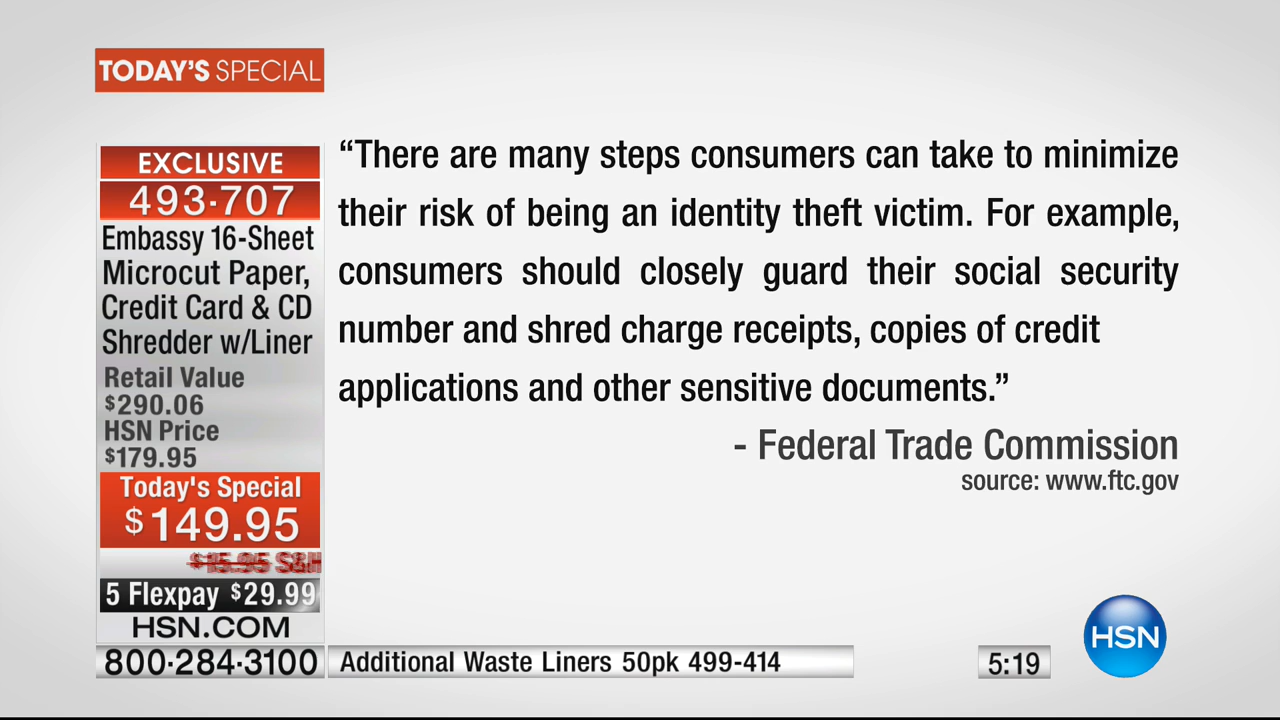 TODAY'S SPECIAL
EXCLUSIVE
493·707
Embassy 16-Sheet
Microcut Paper,
Credit Card & CD
Shredder w/Liner
Retail Value
$290.06
HSN Price
$179.95
Today's Special
$149.95
$15.95 S&H
5 Flexpay $29.99
HSN.COM
800·284·3100
“There are many steps consumers can take to minimize
their risk of being an identity theft victim. For example,
consumers should closely guard their social security
number and shred charge receipts, copies of credit
applications and other sensitive documents.”
- Federal Trade Commission
source: www.ftc.gov
Additional Waste Liners 50pk 499-414
5:19
HSN